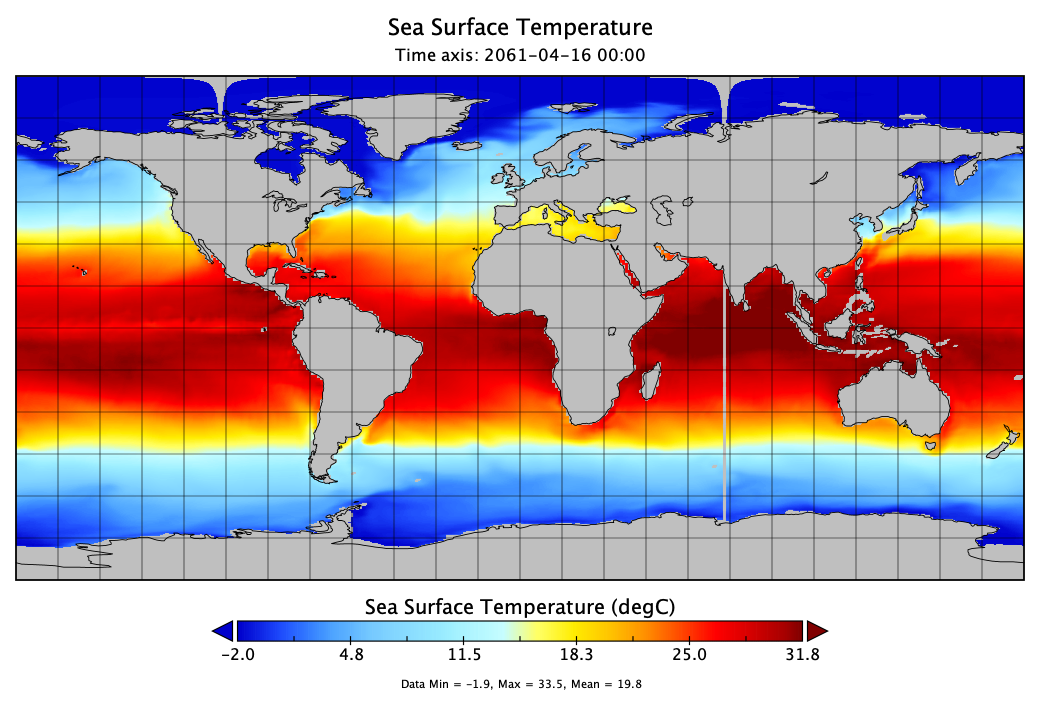 Sea Surface Temperature
Time axis: 2061-04-16 00:00
Sea Surface Temperature (degC)
-2.0 4.8 11.5 18.3 25.0 31.8
Data Min = -1.9, Max = 33.5, Mean = 19.8